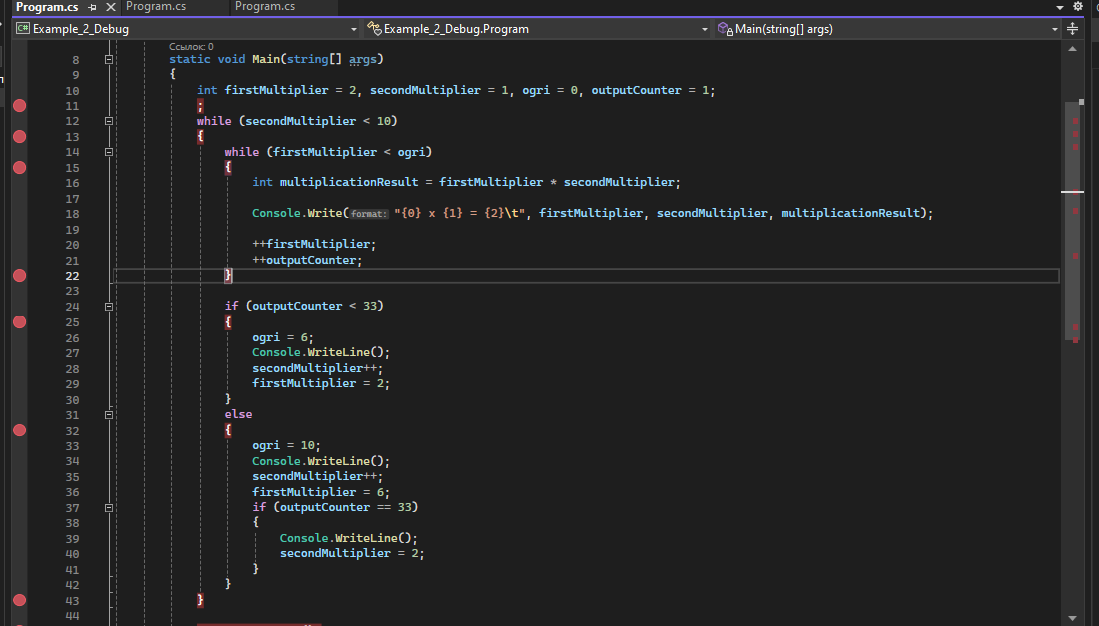 Program.cs Program.cs Program.cs
C# Example_2_Debug Example_2_Debug.Program Main(string[] args)
Ссылок: 0
8 static void Main(string[] args)
9 {
10 int firstMultiplier = 2, secondMultiplier = 1, ogri = 0, outputCounter = 1;
11 ;
12 while (secondMultiplier < 10)
13 {
14 while (firstMultiplier < ogri)
15 {
16 int multiplicationResult = firstMultiplier * secondMultiplier;
17
18 Console.Write(format: "{0} x {1} = {2}\t", firstMultiplier, secondMultiplier, multiplicationResult);
19
20 ++firstMultiplier;
21 ++outputCounter;
22 }
23
24 if (outputCounter < 33)
25 {
26 ogri = 6;
27 Console.WriteLine();
28 secondMultiplier++;
29 firstMultiplier = 2;
30 }
31 else
32 {
33 ogri = 10;
34 Console.WriteLine();
35 secondMultiplier++;
36 firstMultiplier = 6;
37 if (outputCounter == 33)
38 {
39 Console.WriteLine();
40 secondMultiplier = 2;
41 }
42 }
43 }
44